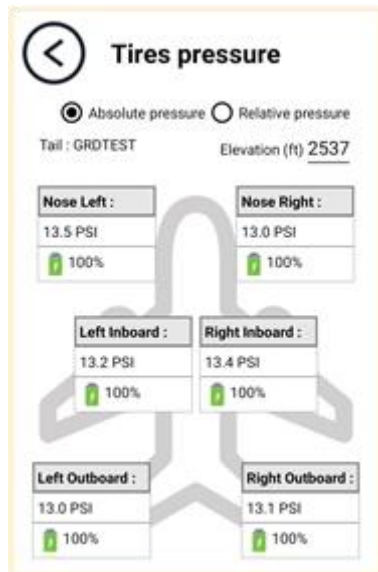 Tires pressure
Absolute pressure Relative pressure
Tail : GRDTEST Elevation (ft) 2537
Nose Left : Nose Right :
13.5 PSI 13.0 PSI
100% 100%
Left Inboard : Right Inboard :
13.2 PSI 13.4 PSI
100% 100%
Left Outboard : Right Outboard :
13.0 PSI 13.1 PSI
100% 100%